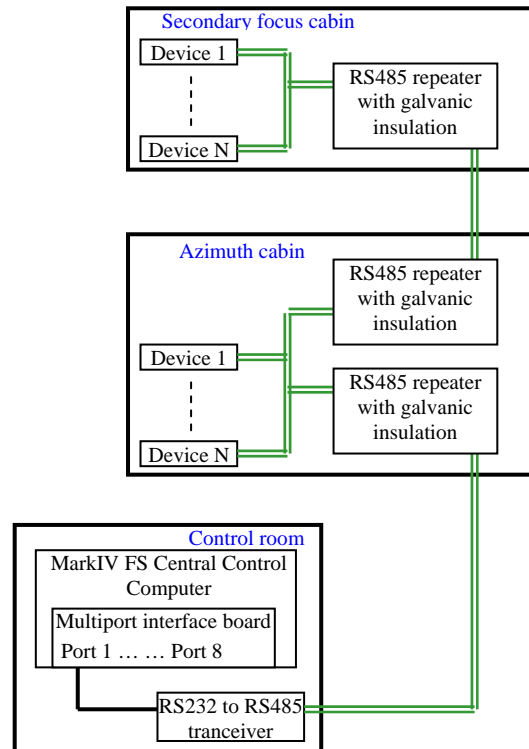 Secondary focus cabin
Device 1
Device N
RS485 repeater
with galvanic
insulation
Azimuth cabin
RS485 repeater
with galvanic
insulation
Device 1
Device N
RS485 repeater
with galvanic
insulation
Control room
MarkIV FS Central Control
Computer
Multiport interface board
Port 1 … … Port 8
RS232 to RS485
tranceiver